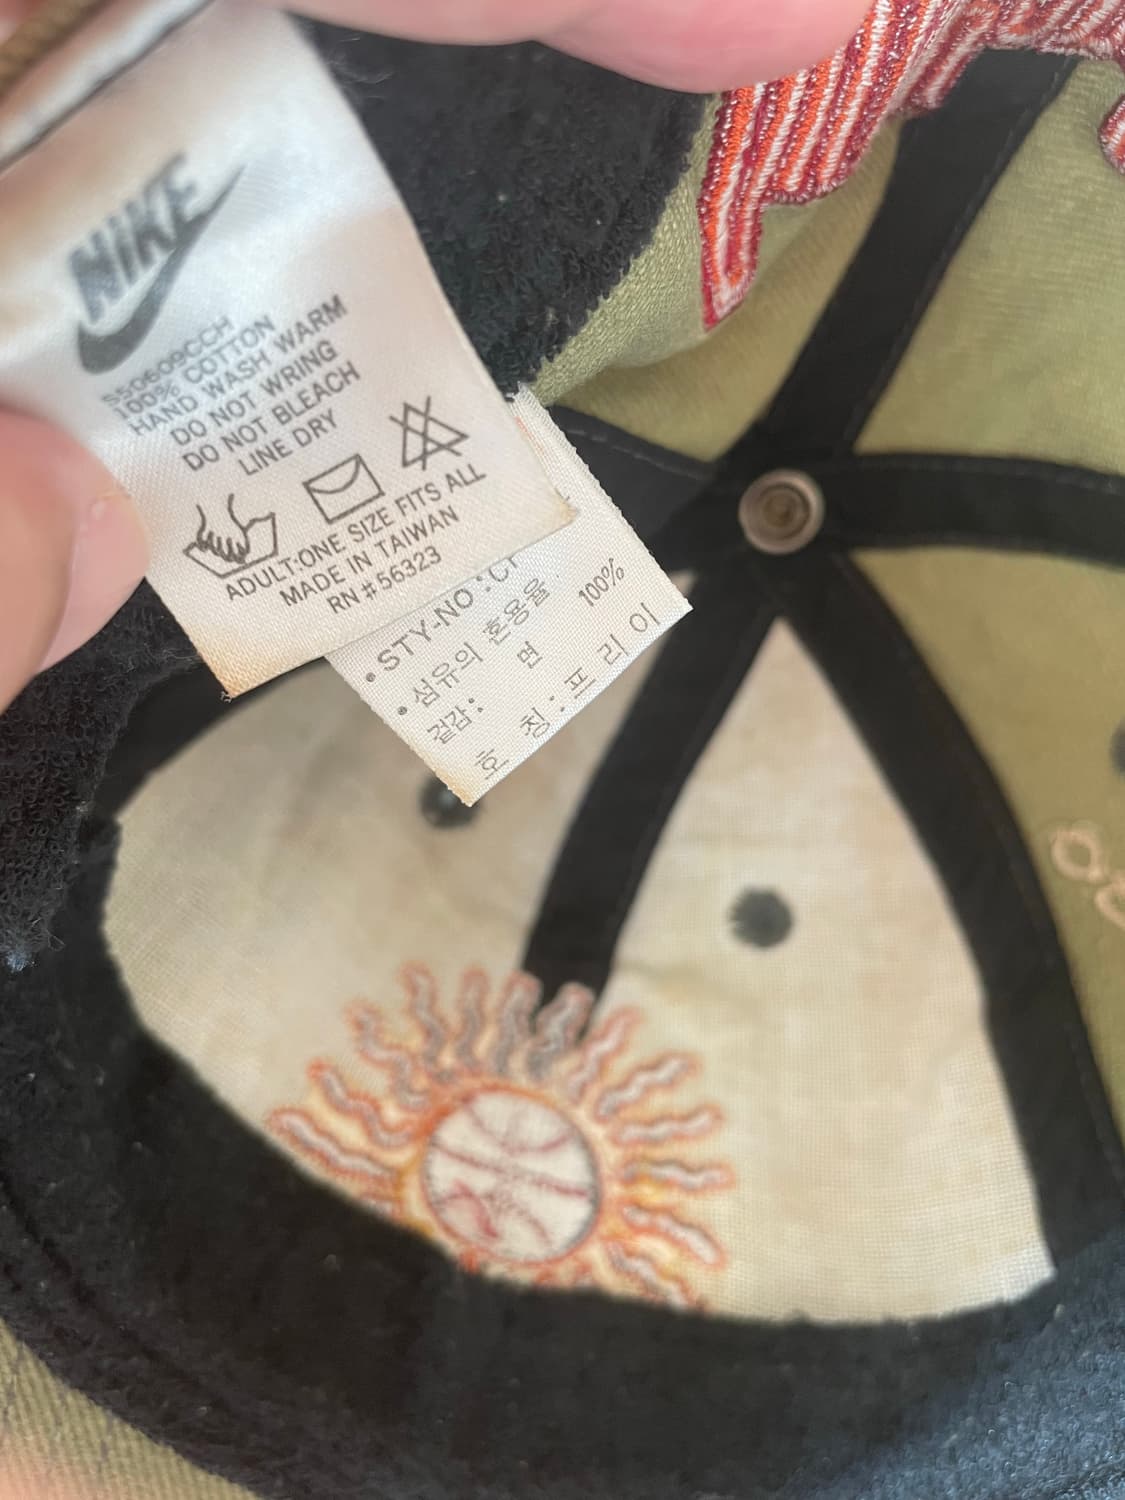 NIKE
550609CCH
100% COTTON
HAND WASH WARM
DO NOT WRING
DO NOT BLEACH
LINE DRY
ADULT:ONE SIZE FITS ALL
MADE IN TAIWAN
RN#56323
•STY-NO:
•섬유의 혼용율
겉감: 면 100%
호 칭:프리이